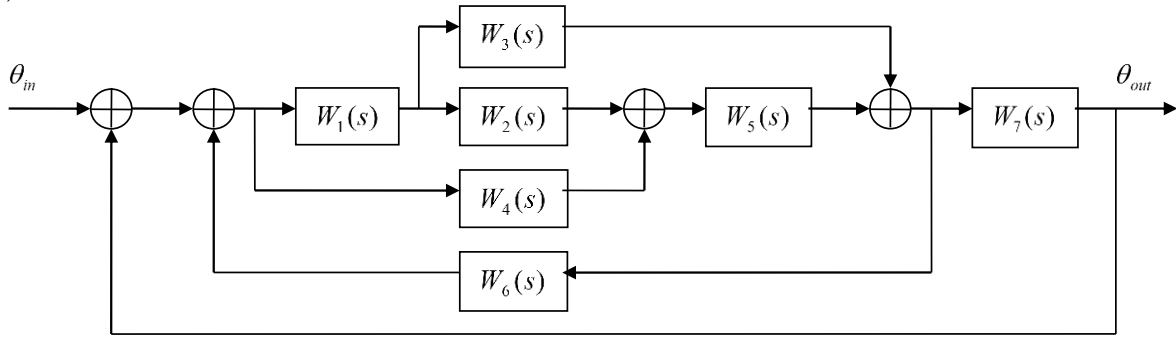 W₃(s)
θ_in
θ_out
W₁(s)
W₂(s)
W₅(s)
W₇(s)
W₄(s)
W₆(s)